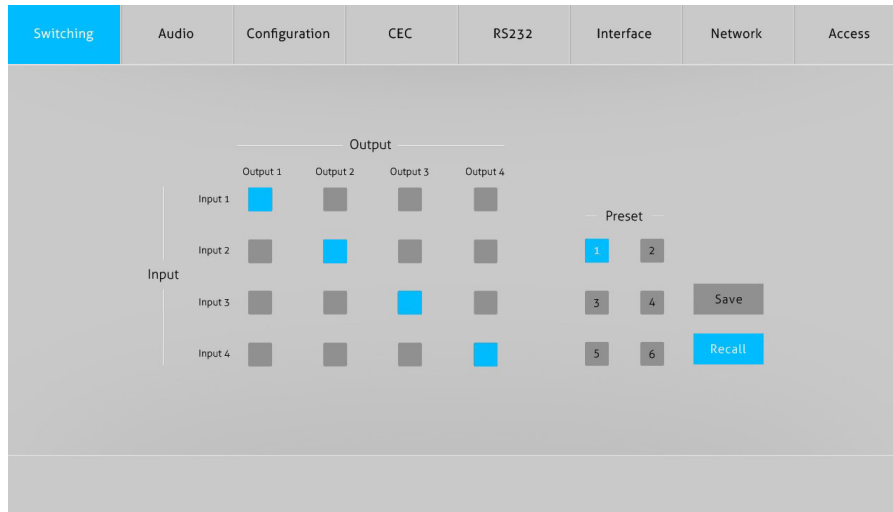 Switching Audio Configuration CEC RS232 Interface Network Access
Output
Output 1 Output 2 Output 3 Output 4
Input 1
Preset
Input 2
1 2
Input
Input 3
3 4
Save
Input 4
5 6
Recall